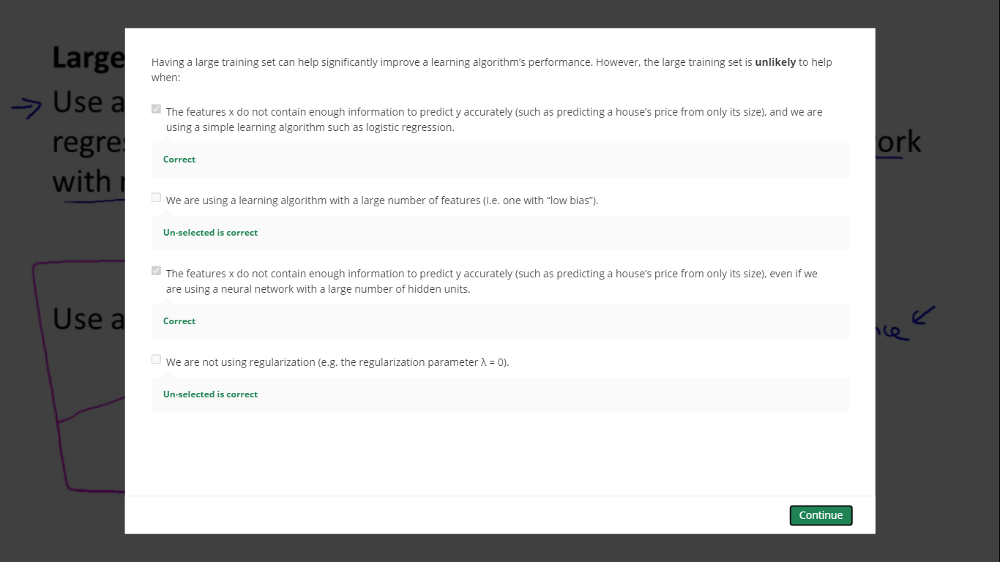 Large
Use a
regre
with r
ork
Use a
nce
Having a large training set can help significantly improve a learning algorithm's performance. However, the large training set is unlikely to help
when:
The features x do not contain enough information to predict y accurately (such as predicting a house's price from only its size), and we are
using a simple learning algorithm such as logistic regression.
Correct
We are using a learning algorithm with a large number of features (i.e. one with “low bias”).
Un-selected is correct
The features x do not contain enough information to predict y accurately (such as predicting a house's price from only its size), even if we
are using a neural network with a large number of hidden units.
Correct
We are not using regularization (e.g. the regularization parameter λ = 0).
Un-selected is correct
Continue